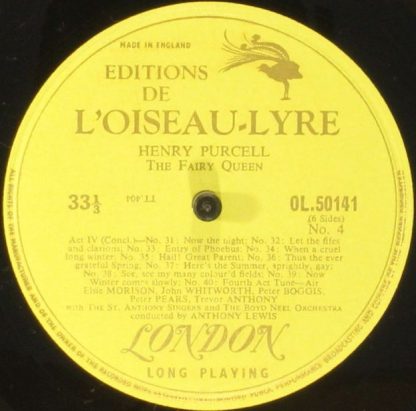 MADE IN ENGLAND
EDITIONS
DE
L'OISEAU-LYRE
HENRY PURCELL
THE FAIRY QUEEN
33⅓
OL.50141
(6 Sides)
No. 4
Act IV (Concl.)—No. 31: Now the night; No. 32: Let the fifes
and clarions; No. 33: Entry of Phoebus; No. 34: When a cruel
long winter; No. 35: Hail! Great Parent; No. 36: Thus the ever
grateful Spring; No. 37: Here's the Summer, sprightly, gay;
No. 38: See, see my many colour'd fields; No. 39: Now
Winter comes slowly; No. 40: Fourth Act Tune—Air
Elsie MORISON, John WHITWORTH, Peter BOGGIS,
Peter PEARS, Trevor ANTHONY
with THE ST. ANTHONY SINGERS and THE BOYD NEEL ORCHESTRA
conducted by ANTHONY LEWIS
LONDON
LONG PLAYING